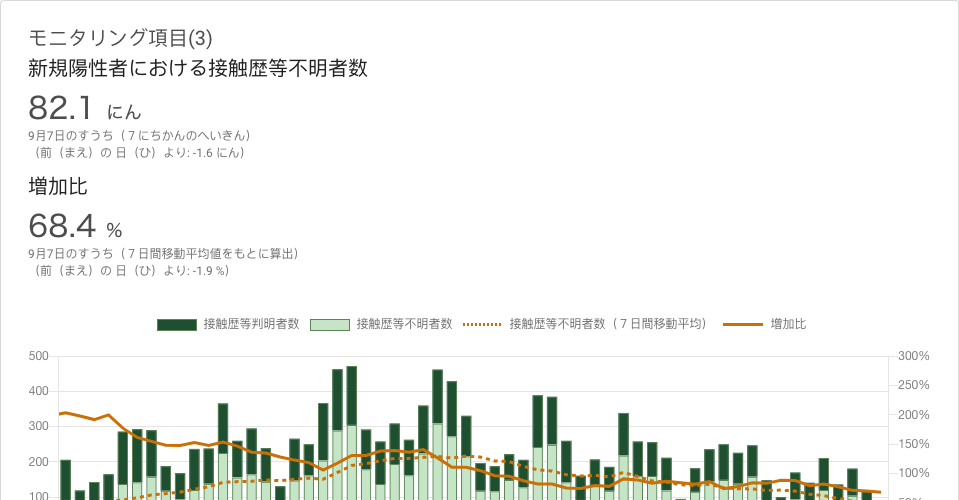 モニタリング項目(3)
新規陽性者における接触歴等不明者数
82.1 にん
9月7日のすうち（７にちかんのへいきん）
（前（まえ）の 日（ひ）より: -1.6 にん）
増加比
68.4 %
9月7日のすうち（７日間移動平均値をもとに算出）
（前（まえ）の 日（ひ）より: -1.9 %）
接触歴等判明者数 接触歴等不明者数 接触歴等不明者数（７日間移動平均） 増加比
500 300%
250%
400
200%
300
150%
200
100%
100